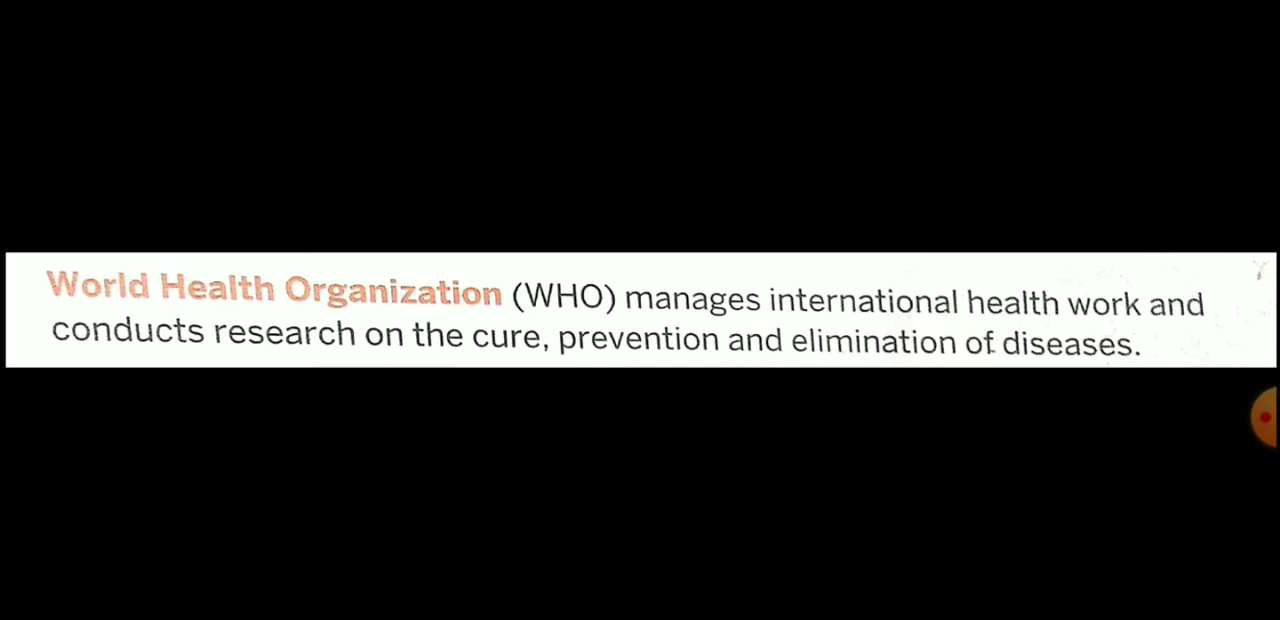 World Health Organization (WHO) manages international health work and
conducts research on the cure, prevention and elimination of diseases.